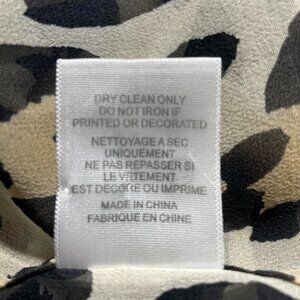 DRY CLEAN ONLY
DO NOT IRON IF
PRINTED OR DECORATED
NETTOYAGE A SEC
UNIQUEMENT
NE PAS REPASSER SI
LE VETEMENT
EST DECORE OU IMPRIME
MADE IN CHINA
FABRIQUE EN CHINE